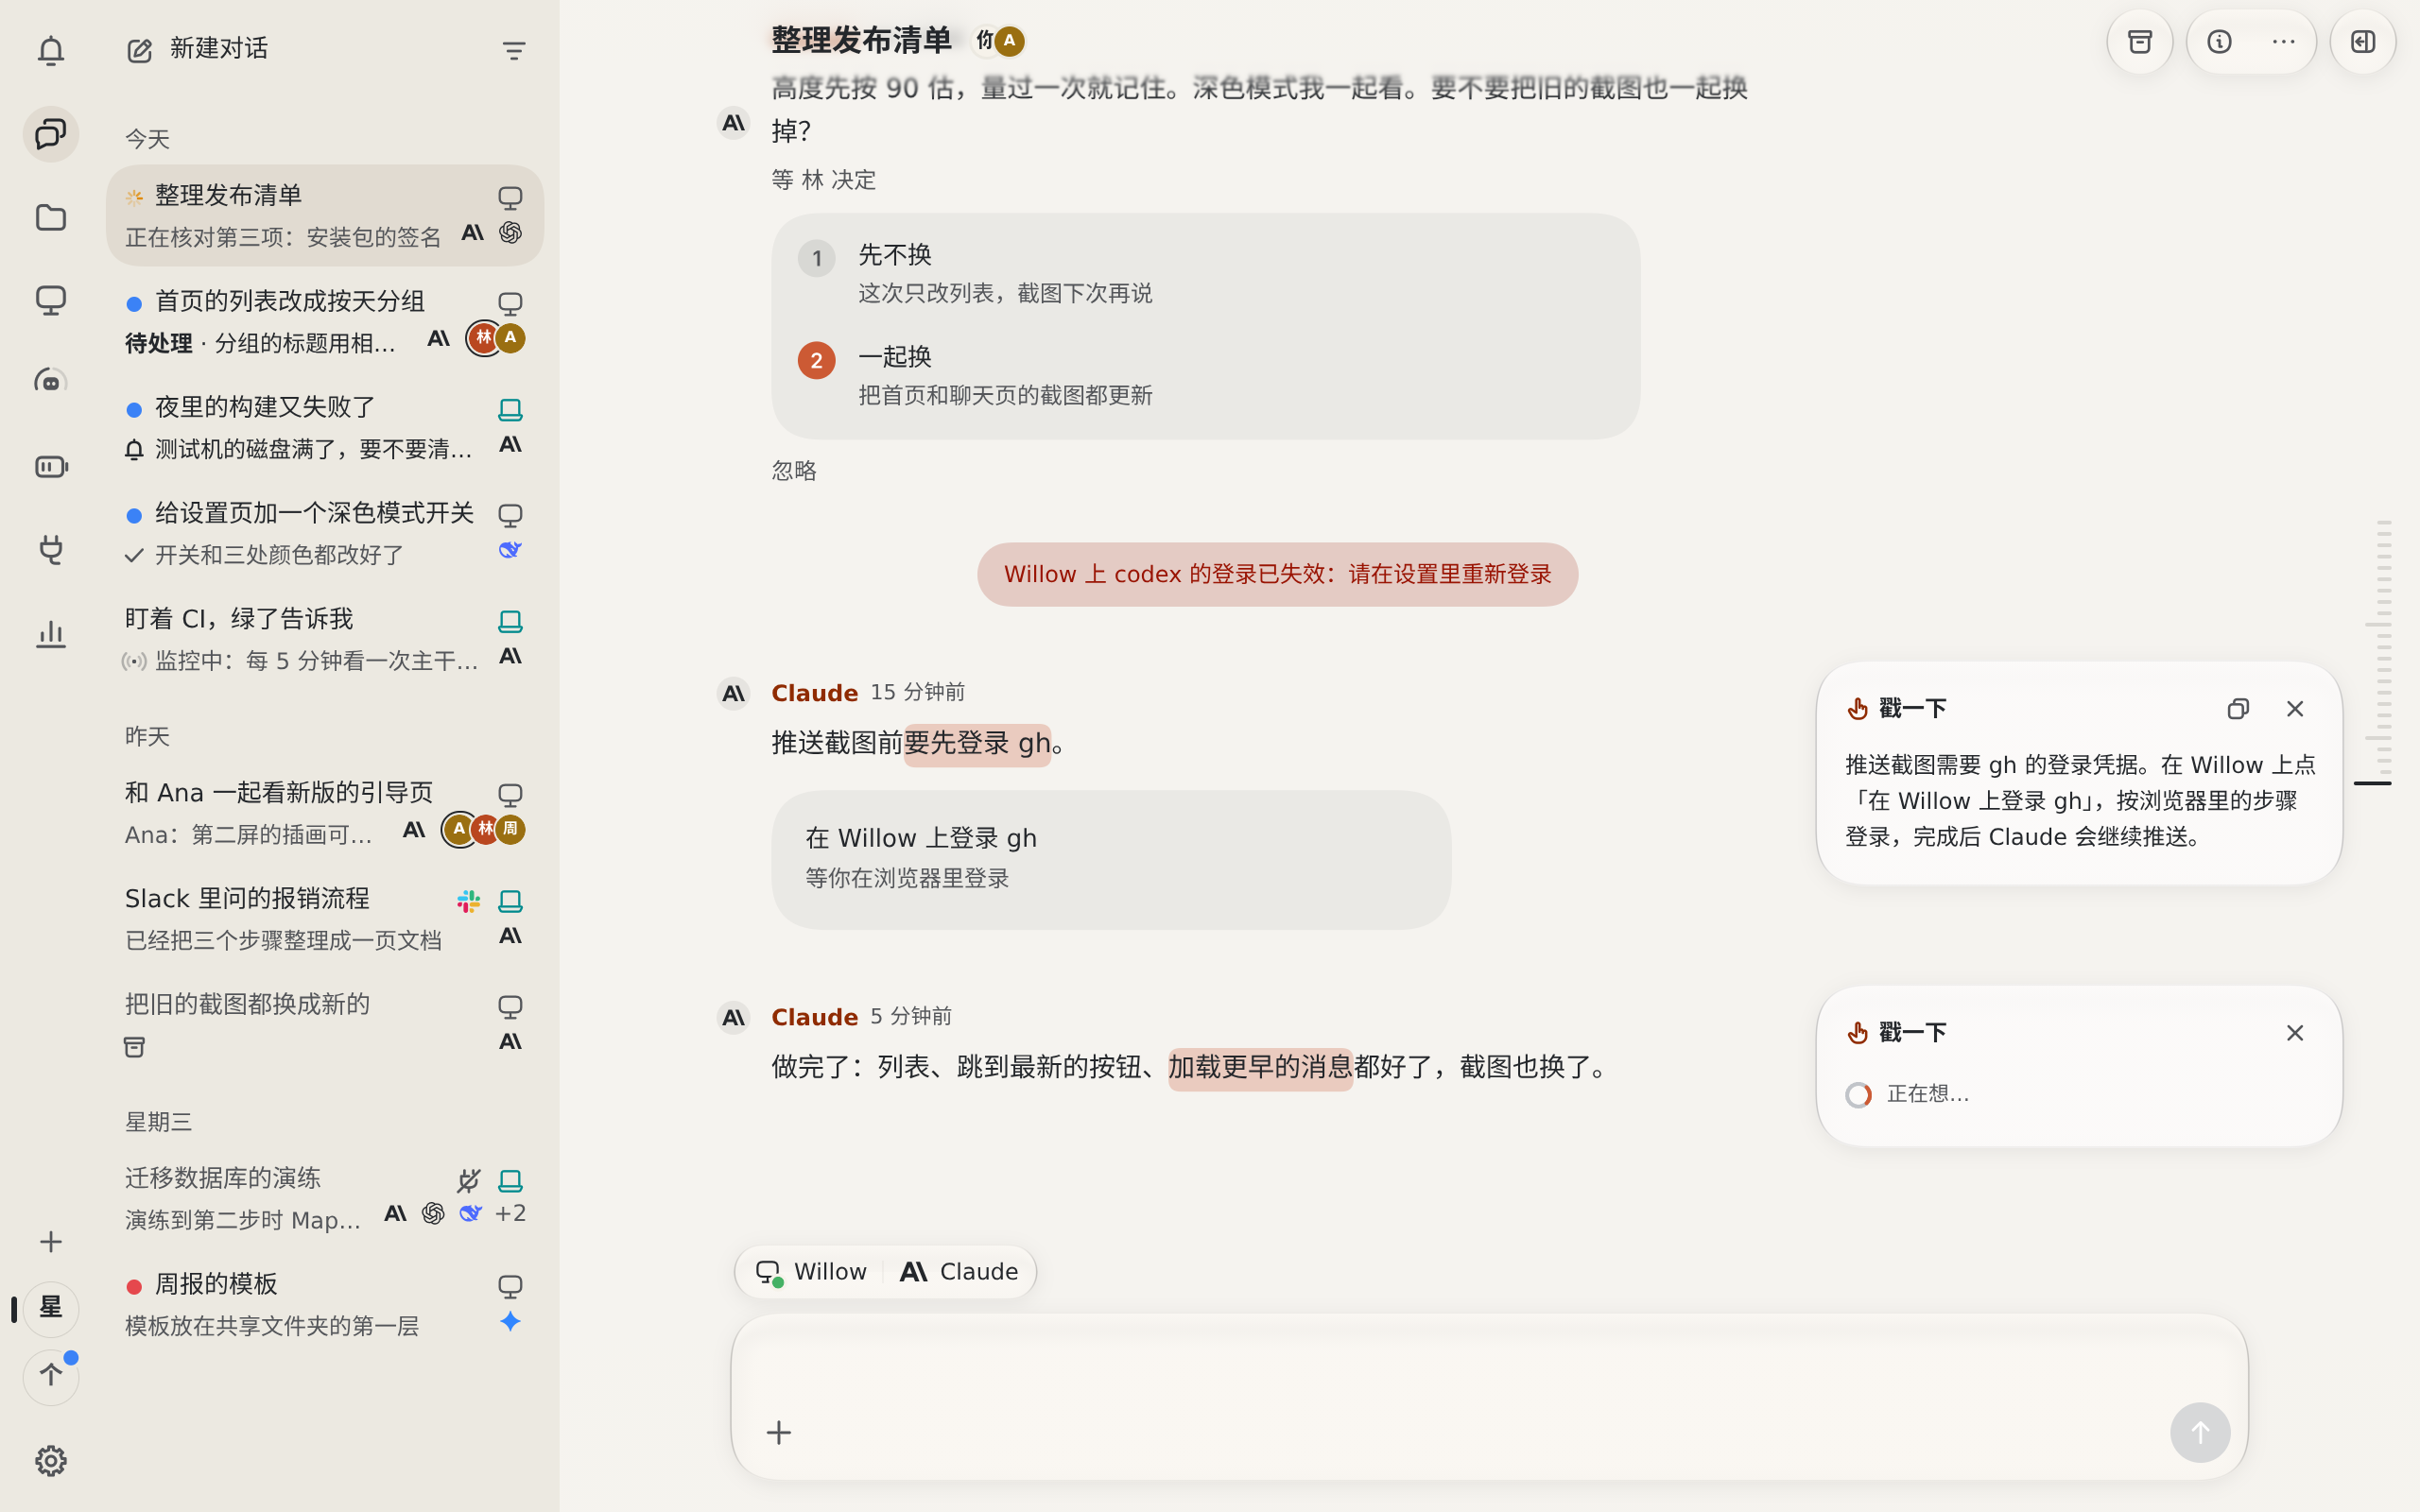 新建对话
今天
整理发布清单
正在核对第三项：安装包的签名
首页的列表改成按天分组
待处理 · 分组的标题用相…
林 A
夜里的构建又失败了
测试机的磁盘满了，要不要清…
给设置页加一个深色模式开关
开关和三处颜色都改好了
盯着 CI，绿了告诉我
监控中：每 5 分钟看一次主干…
昨天
和 Ana 一起看新版的引导页
Ana：第二屏的插画可…
A 林 周
Slack 里问的报销流程
已经把三个步骤整理成一页文档
把旧的截图都换成新的
星期三
迁移数据库的演练
演练到第二步时 Map…
+2
周报的模板
模板放在共享文件夹的第一层
星
个
整理发布清单 你 A
高度先按 90 估，量过一次就记住。深色模式我一起看。要不要把旧的截图也一起换
掉？
等 林 决定
1 先不换
这次只改列表，截图下次再说
2 一起换
把首页和聊天页的截图都更新
忽略
Willow 上 codex 的登录已失效：请在设置里重新登录
Claude 15 分钟前
推送截图前要先登录 gh。
在 Willow 上登录 gh
等你在浏览器里登录
戳一下
推送截图需要 gh 的登录凭据。在 Willow 上点
「在 Willow 上登录 gh」，按浏览器里的步骤
登录，完成后 Claude 会继续推送。
Claude 5 分钟前
做完了：列表、跳到最新的按钮、加载更早的消息都好了，截图也换了。
戳一下
正在想…
Willow Claude